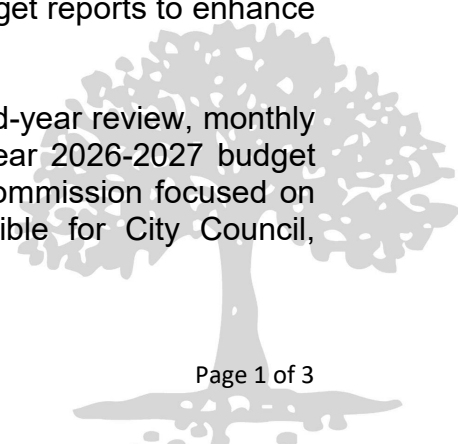 get reports to enhance
d-year review, monthly
ear 2026-2027 budget
ommission focused on
ible for City Council,
Page 1 of 3